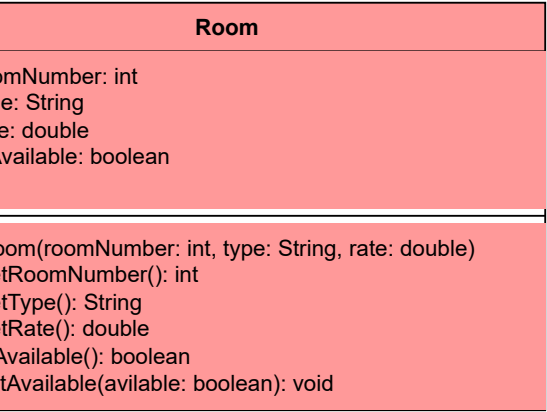 Room
omNumber: int
e: String
e: double
Available: boolean
oom(roomNumber: int, type: String, rate: double)
tRoomNumber(): int
tType(): String
tRate(): double
Available(): boolean
tAvailable(avilable: boolean): void